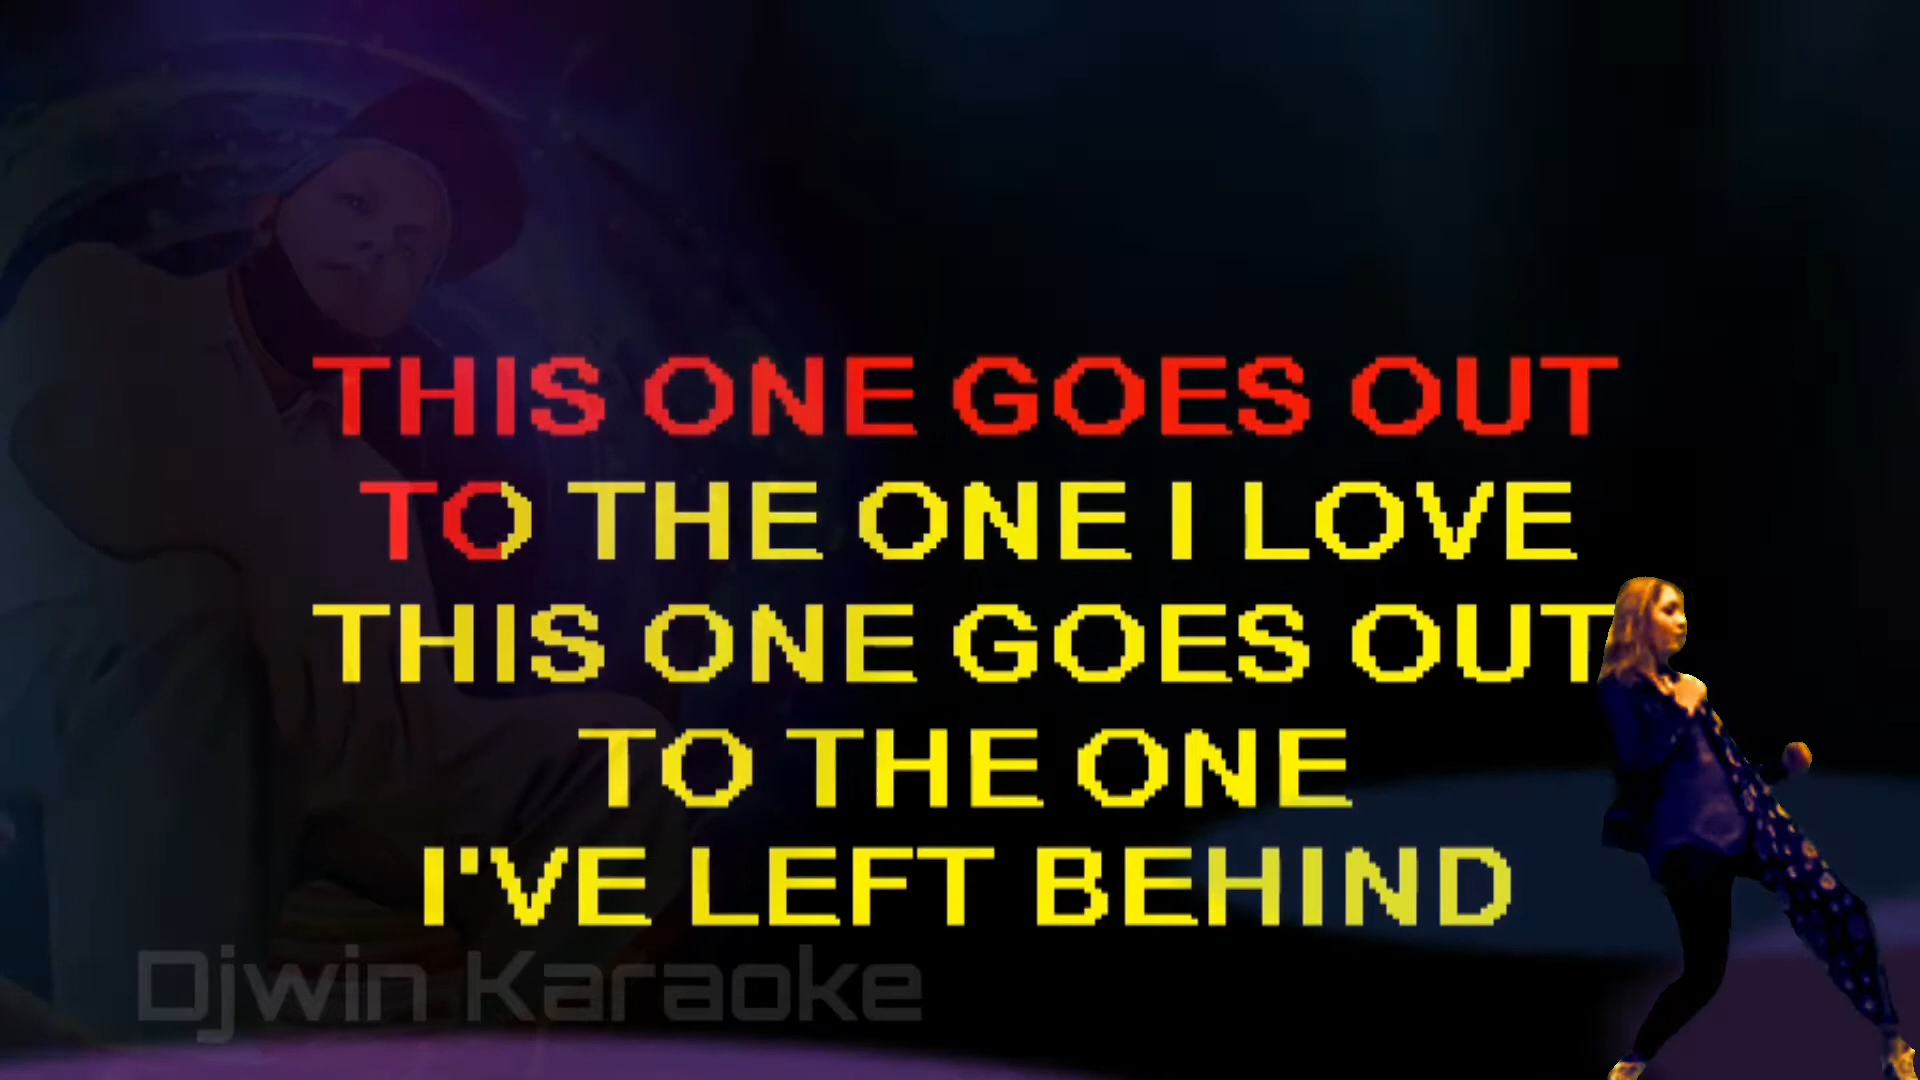 THIS ONE GOES OUT
TO THE ONE I LOVE
THIS ONE GOES OUT
TO THE ONE
I'VE LEFT BEHIND
Djwin Karaoke